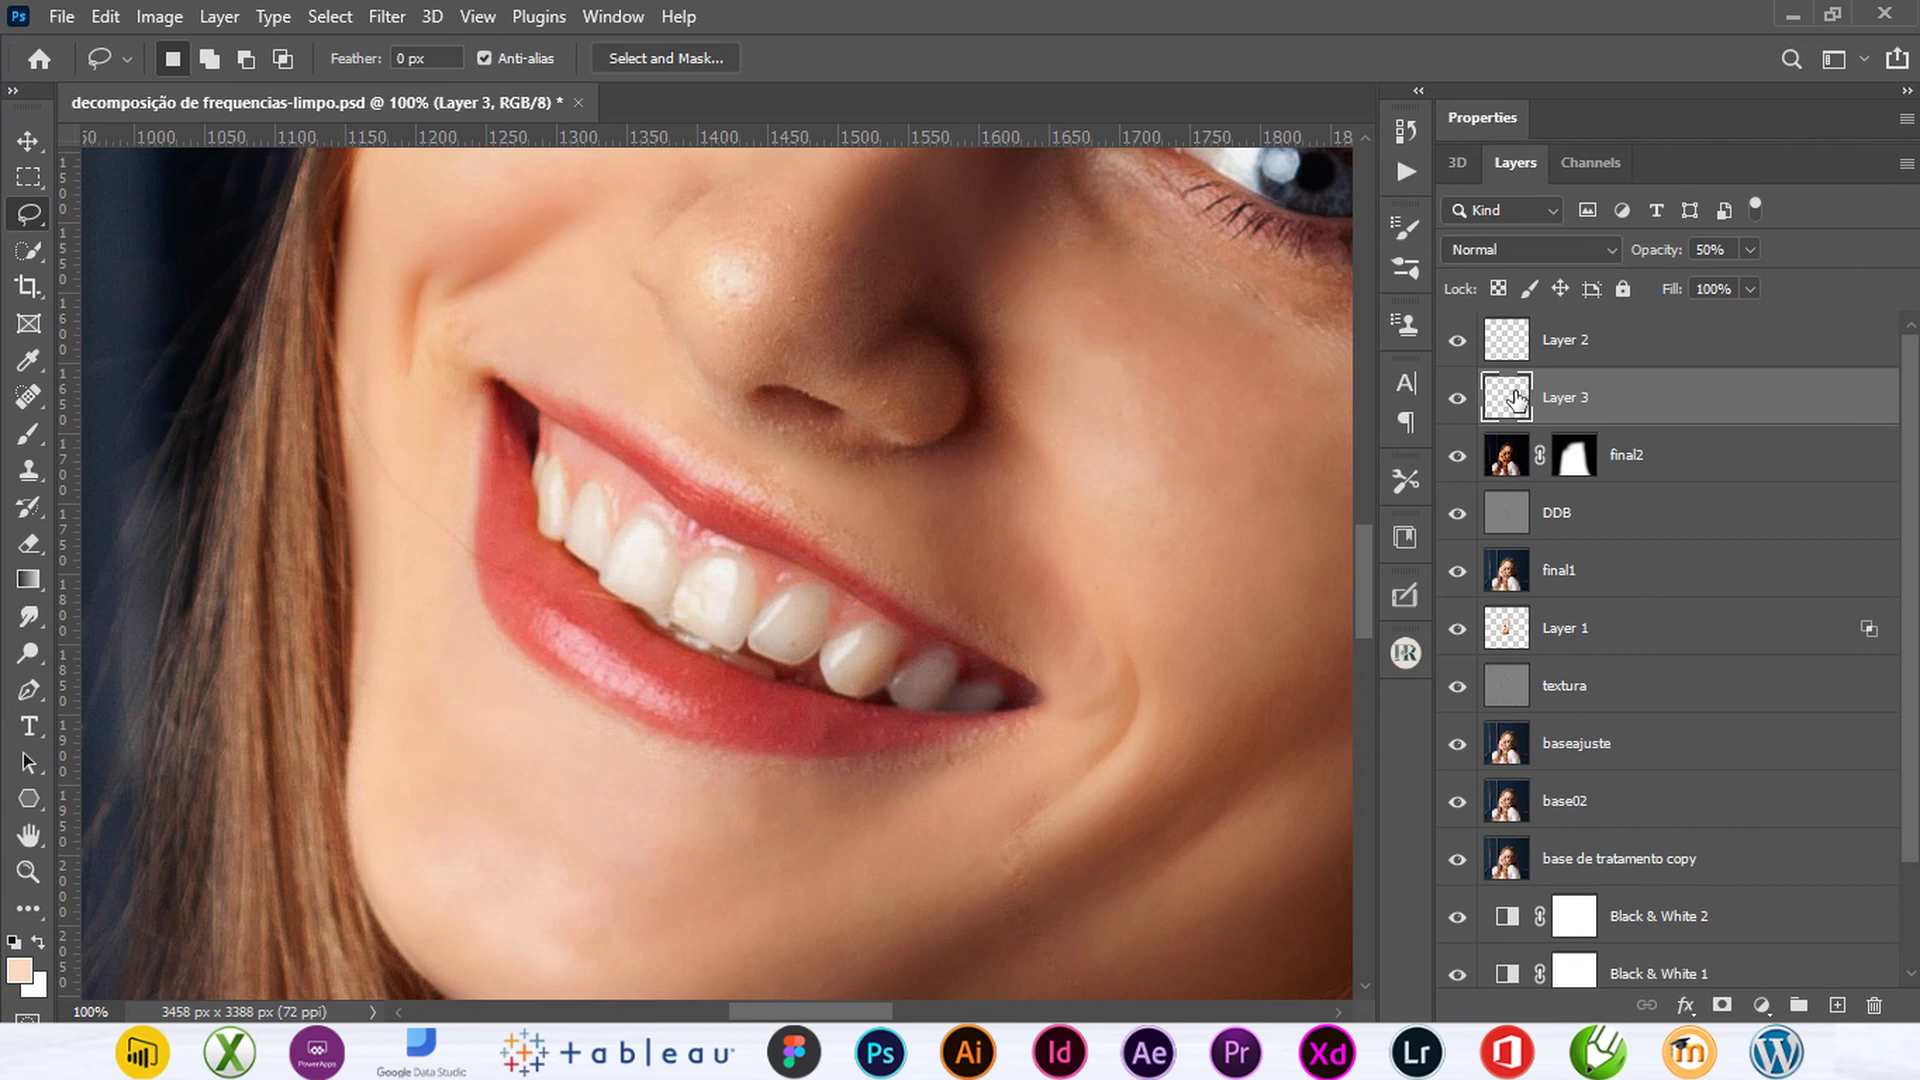 Ps File Edit Image Layer Type Select Filter 3D View Plugins Window Help
Feather: 0 px Anti-alias Select and Mask...
decomposição de frequencias-limpo.psd @ 100% (Layer 3, RGB/8) *
Properties
50 1000 1050 1100 1150 1200 1250 1300 1350 1400 1450 1500 1550 1600 1650 1700 1750 1800 18
3D Layers Channels
Kind
Normal Opacity: 50%
Lock: Fill: 100%
Layer 2
Layer 3
final2
DDB
final1
Layer 1
textura
baseajuste
base02
base de tratamento copy
Black & White 2
Black & White 1
100% 3458 px x 3388 px (72 ppi)
PowerApps
Google Data Studio
+ a b l e a u
Ps Ai Id Ae Pr Xd Lr